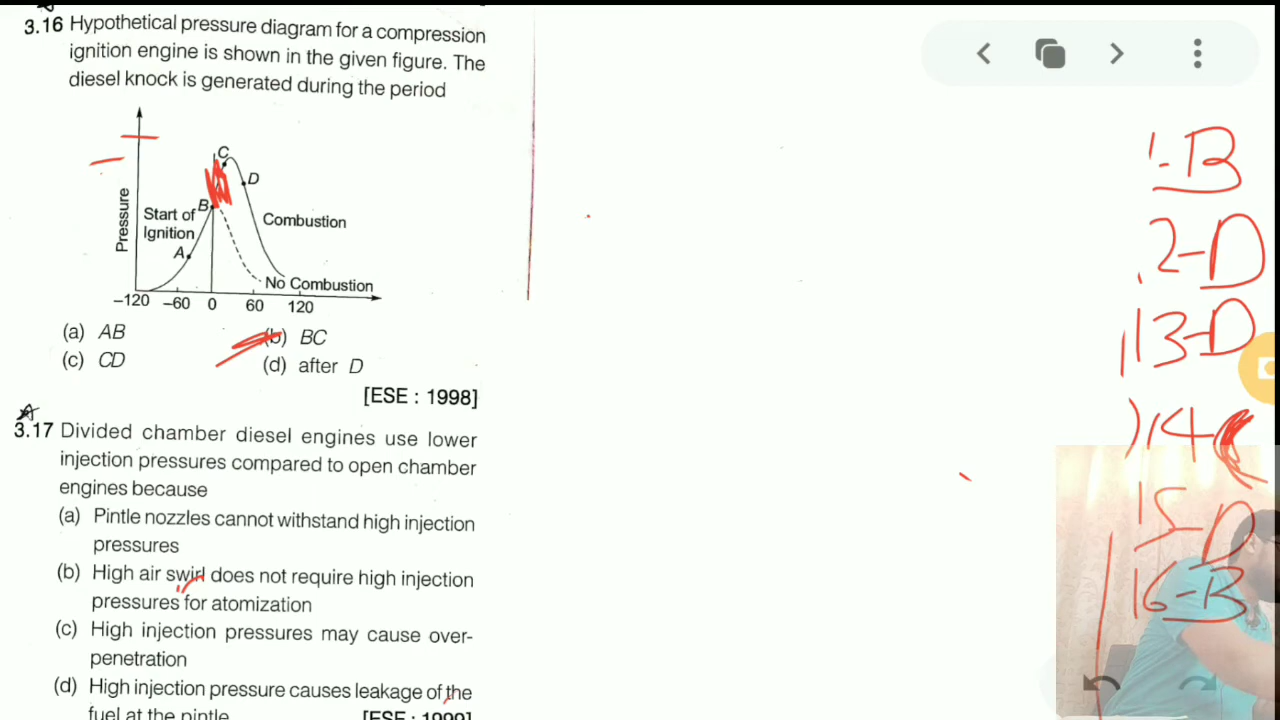 3.16 Hypothetical pressure diagram for a compression
ignition engine is shown in the given figure. The
diesel knock is generated during the period
C
D
B
Pressure
Start of
Ignition
Combustion
A
No Combustion
–120 –60 0 60 120
(a) AB
(b) BC
(c) CD
(d) after D
[ESE : 1998]
3.17 Divided chamber diesel engines use lower
injection pressures compared to open chamber
engines because
(a) Pintle nozzles cannot withstand high injection
pressures
(b) High air swirl does not require high injection
pressures for atomization
(c) High injection pressures may cause over-
penetration
(d) High injection pressure causes leakage of the
fuel at the pintle
[ESE : 1999]
1-B
2-D
13-D
14
15-D
16-B